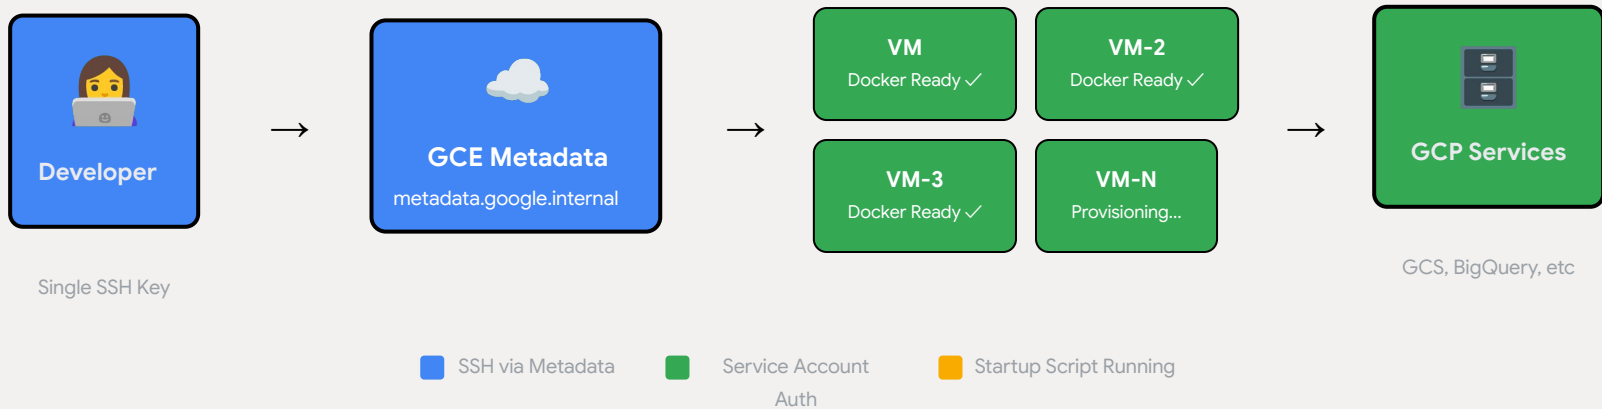 Developer
Single SSH Key
GCE Metadata
metadata.google.internal
VM
Docker Ready ✓
VM-2
Docker Ready ✓
VM-3
Docker Ready ✓
VM-N
Provisioning...
GCP Services
GCS, BigQuery, etc
SSH via Metadata
Service Account
Auth
Startup Script Running